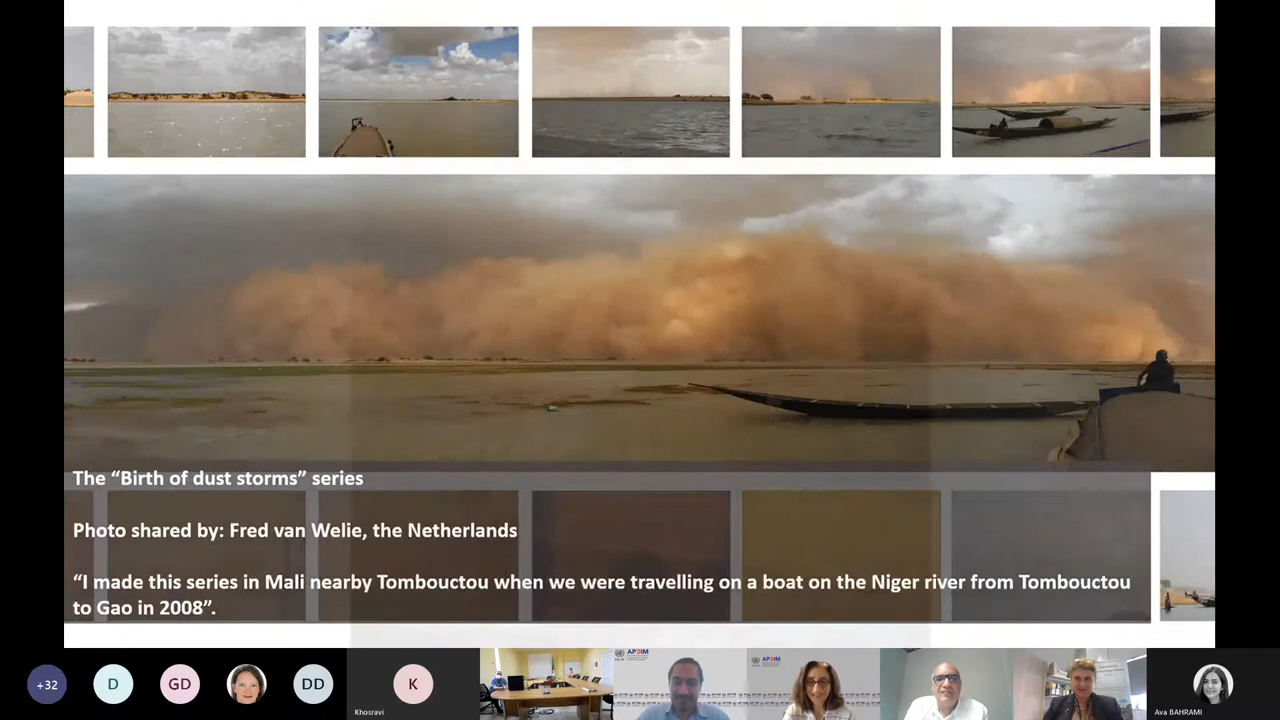 The “Birth of dust storms” series
Photo shared by: Fred van Welie, the Netherlands
“I made this series in Mali nearby Tombouctou when we were travelling on a boat on the Niger river from Tombouctou
to Gao in 2008”.
+32
D
GD
DD
K
Khosravi
APDIM
APDIM
Ava BAHRAMI